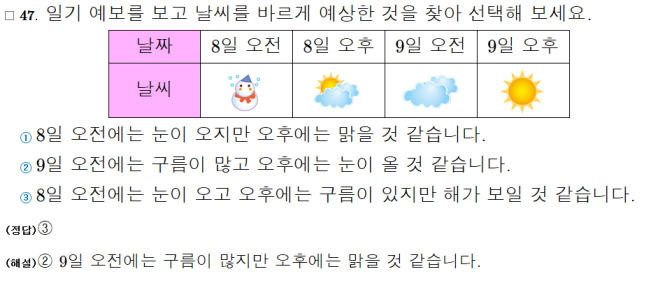 □ 47. 일기 예보를 보고 날씨를 바르게 예상한 것을 찾아 선택해 보세요.
날짜 8일 오전 8일 오후 9일 오전 9일 오후
날씨
① 8일 오전에는 눈이 오지만 오후에는 맑을 것 같습니다.
② 9일 오전에는 구름이 많고 오후에는 눈이 올 것 같습니다.
③ 8일 오전에는 눈이 오고 오후에는 구름이 있지만 해가 보일 것 같습니다.
(정답)③
(해설)② 9일 오전에는 구름이 많지만 오후에는 맑을 것 같습니다.